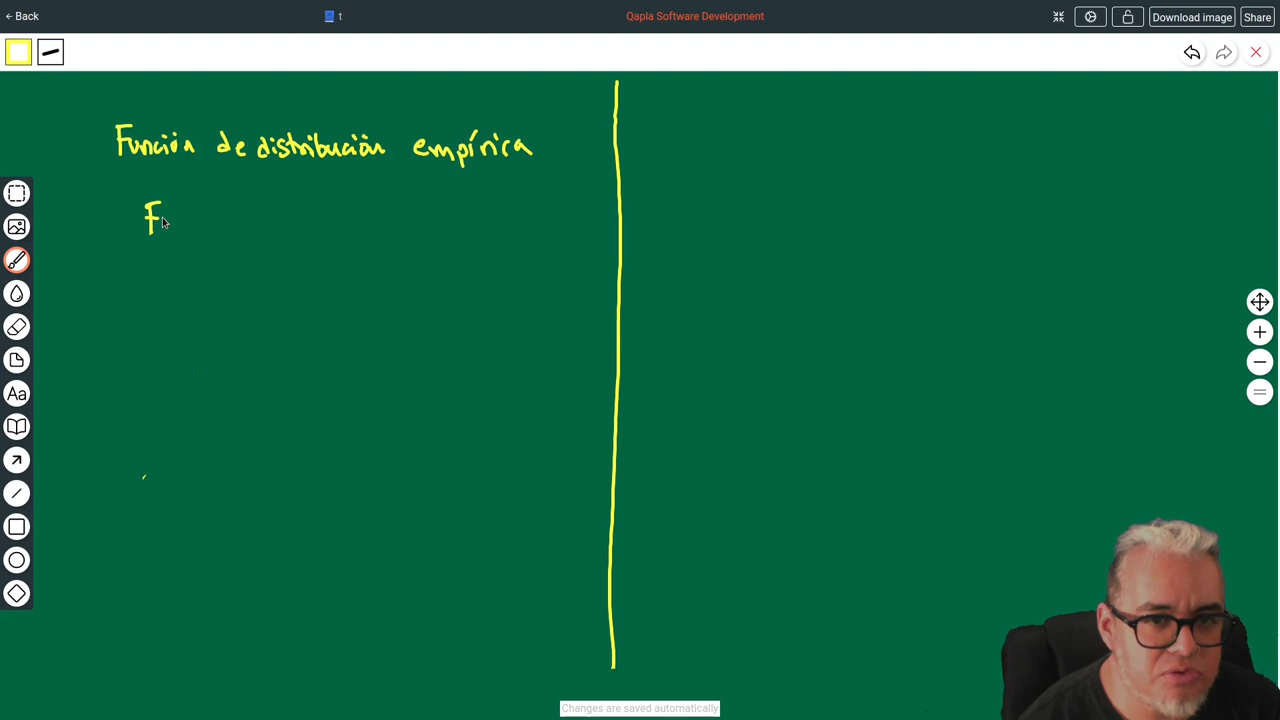 Back
t
Qapla Software Development
Download image
Share
Función de distribución empírica
F
Aa
Changes are saved automatically